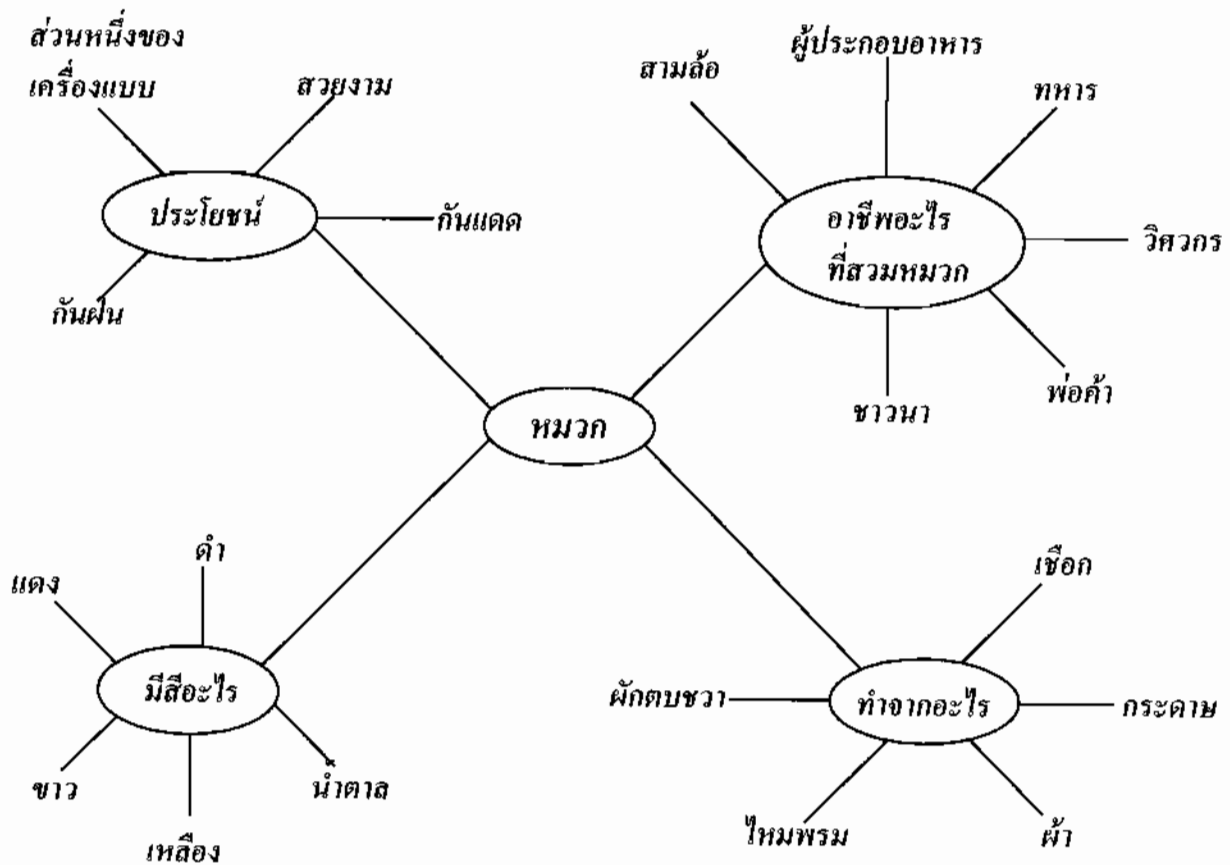 ส่วนหนึ่งของ
เครื่องแบบ
สวยงาม
ประโยชน์
กันแดด
กันฝน
สามล้อ
ผู้ประกอบอาหาร
ทหาร
อาชีพอะไร
ที่สวมหมวก
วิศวกร
พ่อค้า
ชาวนา
หมวก
ดำ
แดง
มีสีอะไร
ขาว
เหลือง
น้ำตาล
เชือก
ผักตบชวา
ทำจากอะไร
กระดาษ
ไหมพรม
ผ้า